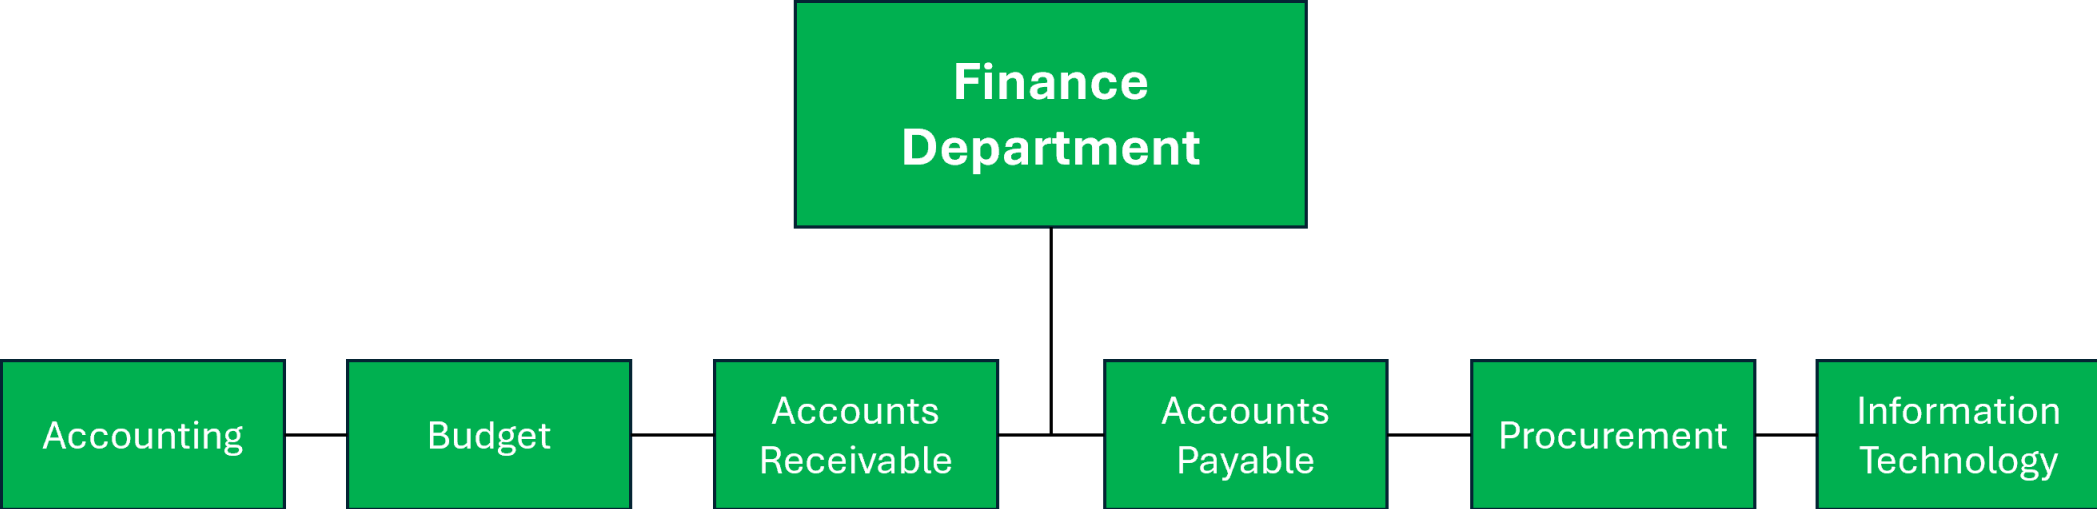 Finance
Department
Accounting
Budget
Accounts
Receivable
Accounts
Payable
Procurement
Information
Technology